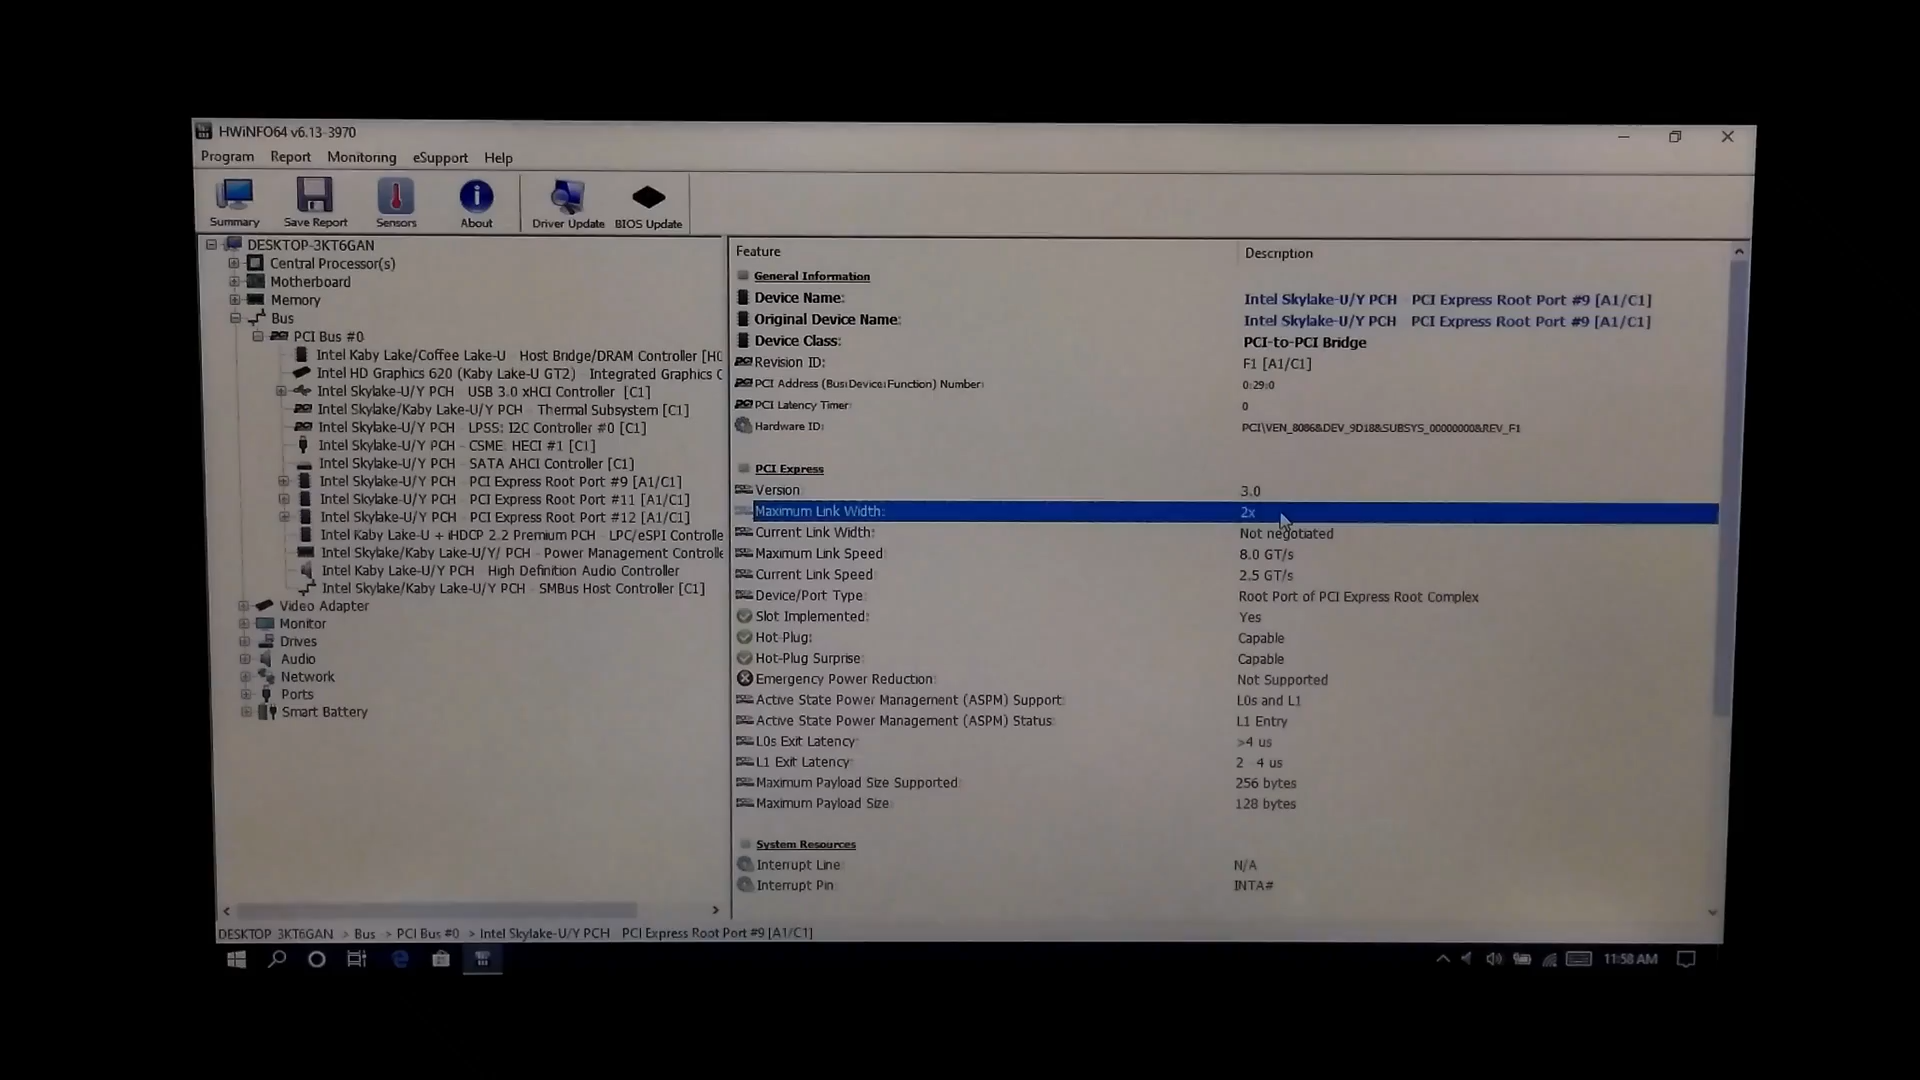 HWiNFO64 v6.13-3970
Program Report Monitoring eSupport Help
Summary Save Report Sensors About Driver Update BIOS Update
DESKTOP-3KT6GAN
Central Processor(s)
Motherboard
Memory
Bus
PCI Bus #0
Intel Kaby Lake/Coffee Lake-U - Host Bridge/DRAM Controller [H0
Intel HD Graphics 620 (Kaby Lake-U GT2) - Integrated Graphics C
Intel Skylake-U/Y PCH - USB 3.0 xHCI Controller [C1]
Intel Skylake/Kaby Lake-U/Y PCH - Thermal Subsystem [C1]
Intel Skylake-U/Y PCH - LPSS: I2C Controller #0 [C1]
Intel Skylake-U/Y PCH - CSME: HECI #1 [C1]
Intel Skylake-U/Y PCH - SATA AHCI Controller [C1]
Intel Skylake-U/Y PCH - PCI Express Root Port #9 [A1/C1]
Intel Skylake-U/Y PCH - PCI Express Root Port #11 [A1/C1]
Intel Skylake-U/Y PCH - PCI Express Root Port #12 [A1/C1]
Intel Kaby Lake-U + iHDCP 2.2 Premium PCH - LPC/eSPI Controlle
Intel Skylake/Kaby Lake-U/Y/ PCH - Power Management Controlle
Intel Kaby Lake-U/Y PCH - High Definition Audio Controller
Intel Skylake/Kaby Lake-U/Y PCH - SMBus Host Controller [C1]
Video Adapter
Monitor
Drives
Audio
Network
Ports
Smart Battery
Feature Description
General Information
Device Name: Intel Skylake-U/Y PCH - PCI Express Root Port #9 [A1/C1]
Original Device Name: Intel Skylake-U/Y PCH - PCI Express Root Port #9 [A1/C1]
Device Class: PCI-to-PCI Bridge
Revision ID: F1 [A1/C1]
PCI Address (Bus:Device:Function) Number: 0:29:0
PCI Latency Timer: 0
Hardware ID: PCI\VEN_8086&DEV_9D18&SUBSYS_00000000&REV_F1
PCI Express
Version 3.0
Maximum Link Width: 2x
Current Link Width: Not negotiated
Maximum Link Speed 8.0 GT/s
Current Link Speed: 2.5 GT/s
Device/Port Type: Root Port of PCI Express Root Complex
Slot Implemented: Yes
Hot-Plug: Capable
Hot-Plug Surprise: Capable
Emergency Power Reduction: Not Supported
Active State Power Management (ASPM) Support: L0s and L1
Active State Power Management (ASPM) Status: L1 Entry
L0s Exit Latency: >4 us
L1 Exit Latency: 2 - 4 us
Maximum Payload Size Supported: 256 bytes
Maximum Payload Size: 128 bytes
System Resources
Interrupt Line: N/A
Interrupt Pin: INTA#
DESKTOP-3KT6GAN -> Bus -> PCI Bus #0 -> Intel Skylake-U/Y PCH - PCI Express Root Port #9 [A1/C1]
11:58 AM